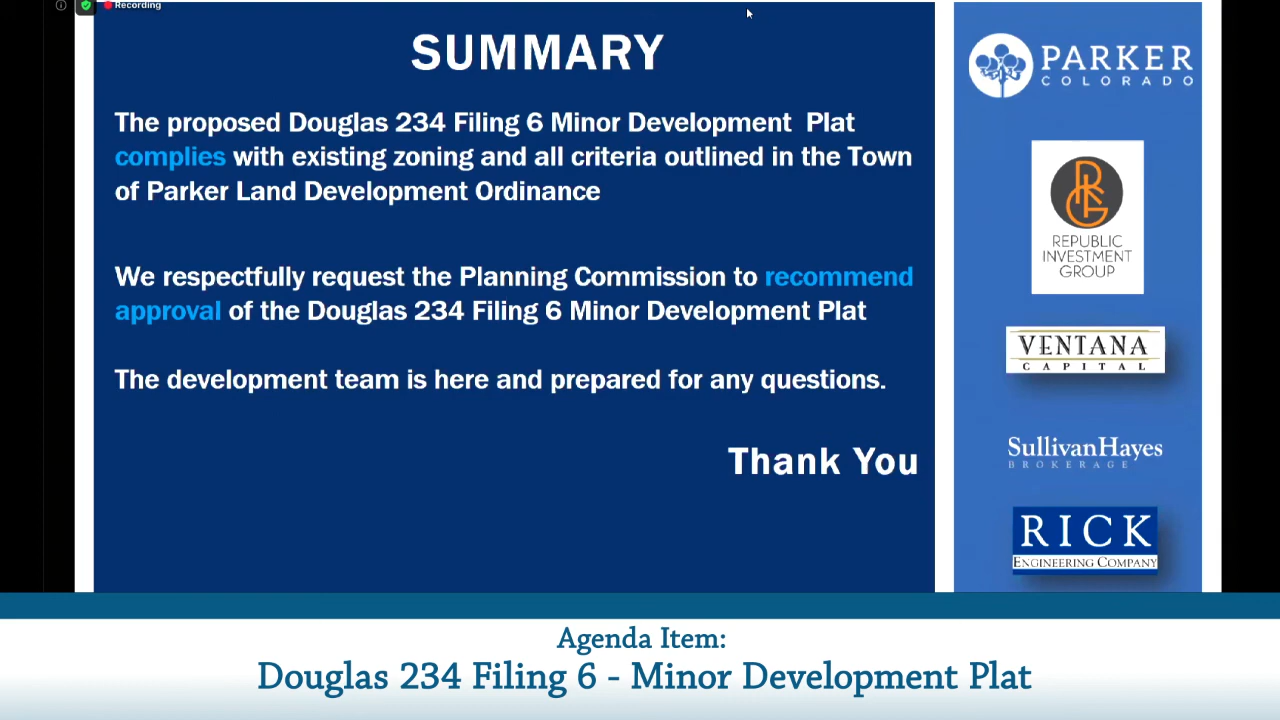 Recording
SUMMARY
The proposed Douglas 234 Filing 6 Minor Development Plat
complies with existing zoning and all criteria outlined in the Town
of Parker Land Development Ordinance
We respectfully request the Planning Commission to recommend
approval of the Douglas 234 Filing 6 Minor Development Plat
The development team is here and prepared for any questions.
Thank You
PARKER
COLORADO
RIG
REPUBLIC
INVESTMENT
GROUP
VENTANA
CAPITAL
SullivanHayes
BROKERAGE
RICK
ENGINEERING COMPANY
Agenda Item:
Douglas 234 Filing 6 - Minor Development Plat